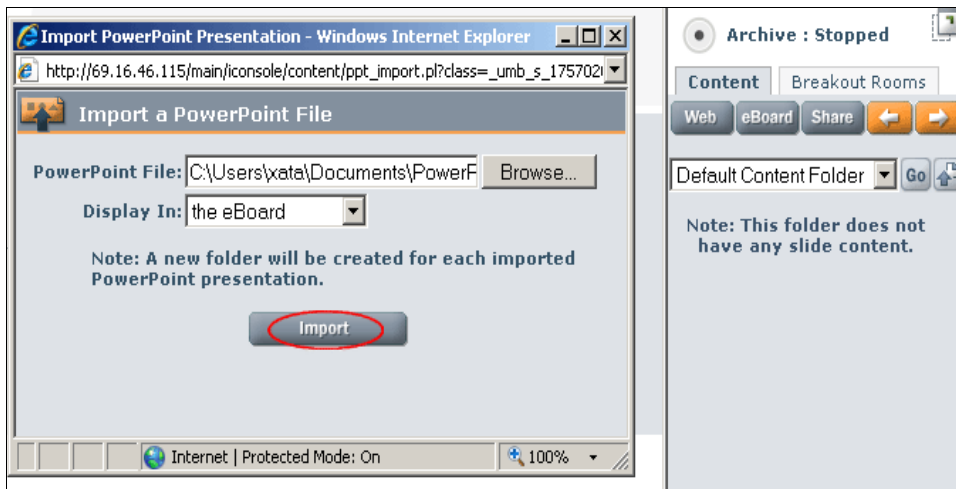 Import PowerPoint Presentation - Windows Internet Explorer
http://69.16.46.115/main/iconsole/content/ppt_import.pl?class=_umb_s_175702
Import a PowerPoint File
PowerPoint File: C:\Users\xata\Documents\PowerF Browse...
Display In: the eBoard
Note: A new folder will be created for each imported
PowerPoint presentation.
Import
Internet | Protected Mode: On 100%
Archive : Stopped
Content Breakout Rooms
Web eBoard Share
Default Content Folder Go
Note: This folder does not
have any slide content.